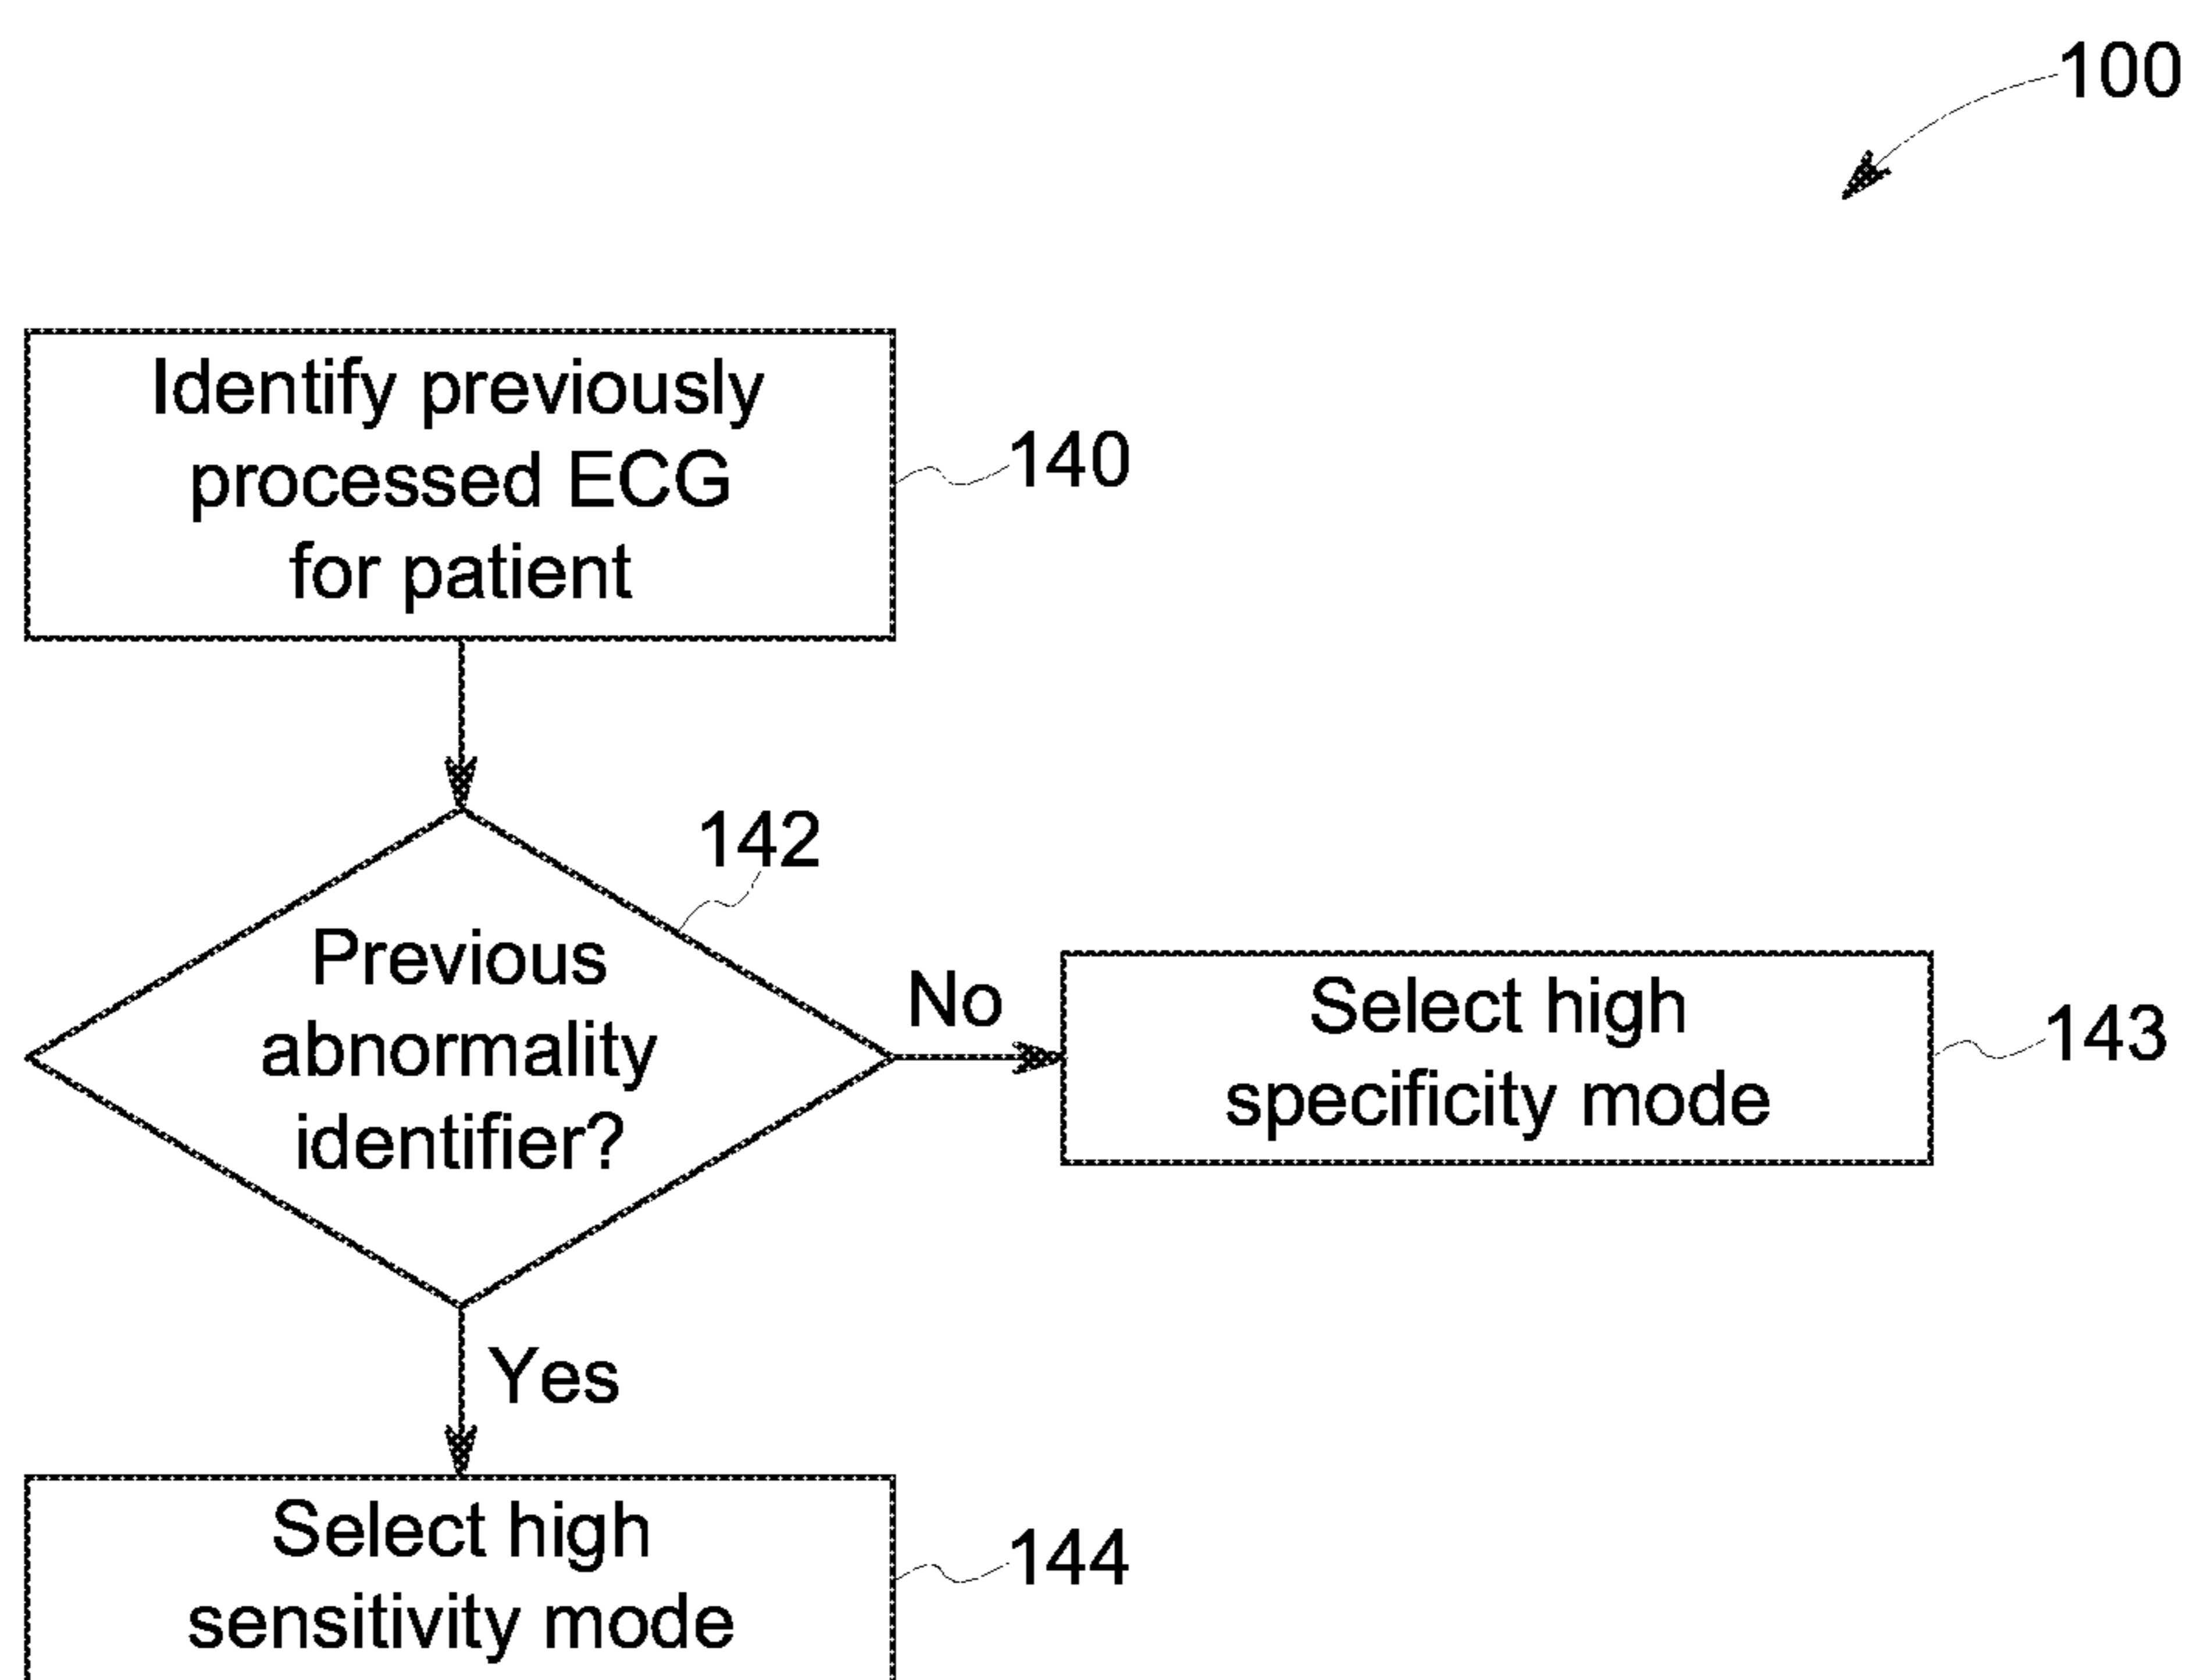 100
Identify previously
processed ECG
for patient
140
142
Previous
abnormality
identifier?
No
Select high
specificity mode
143
Yes
Select high
sensitivity mode
144